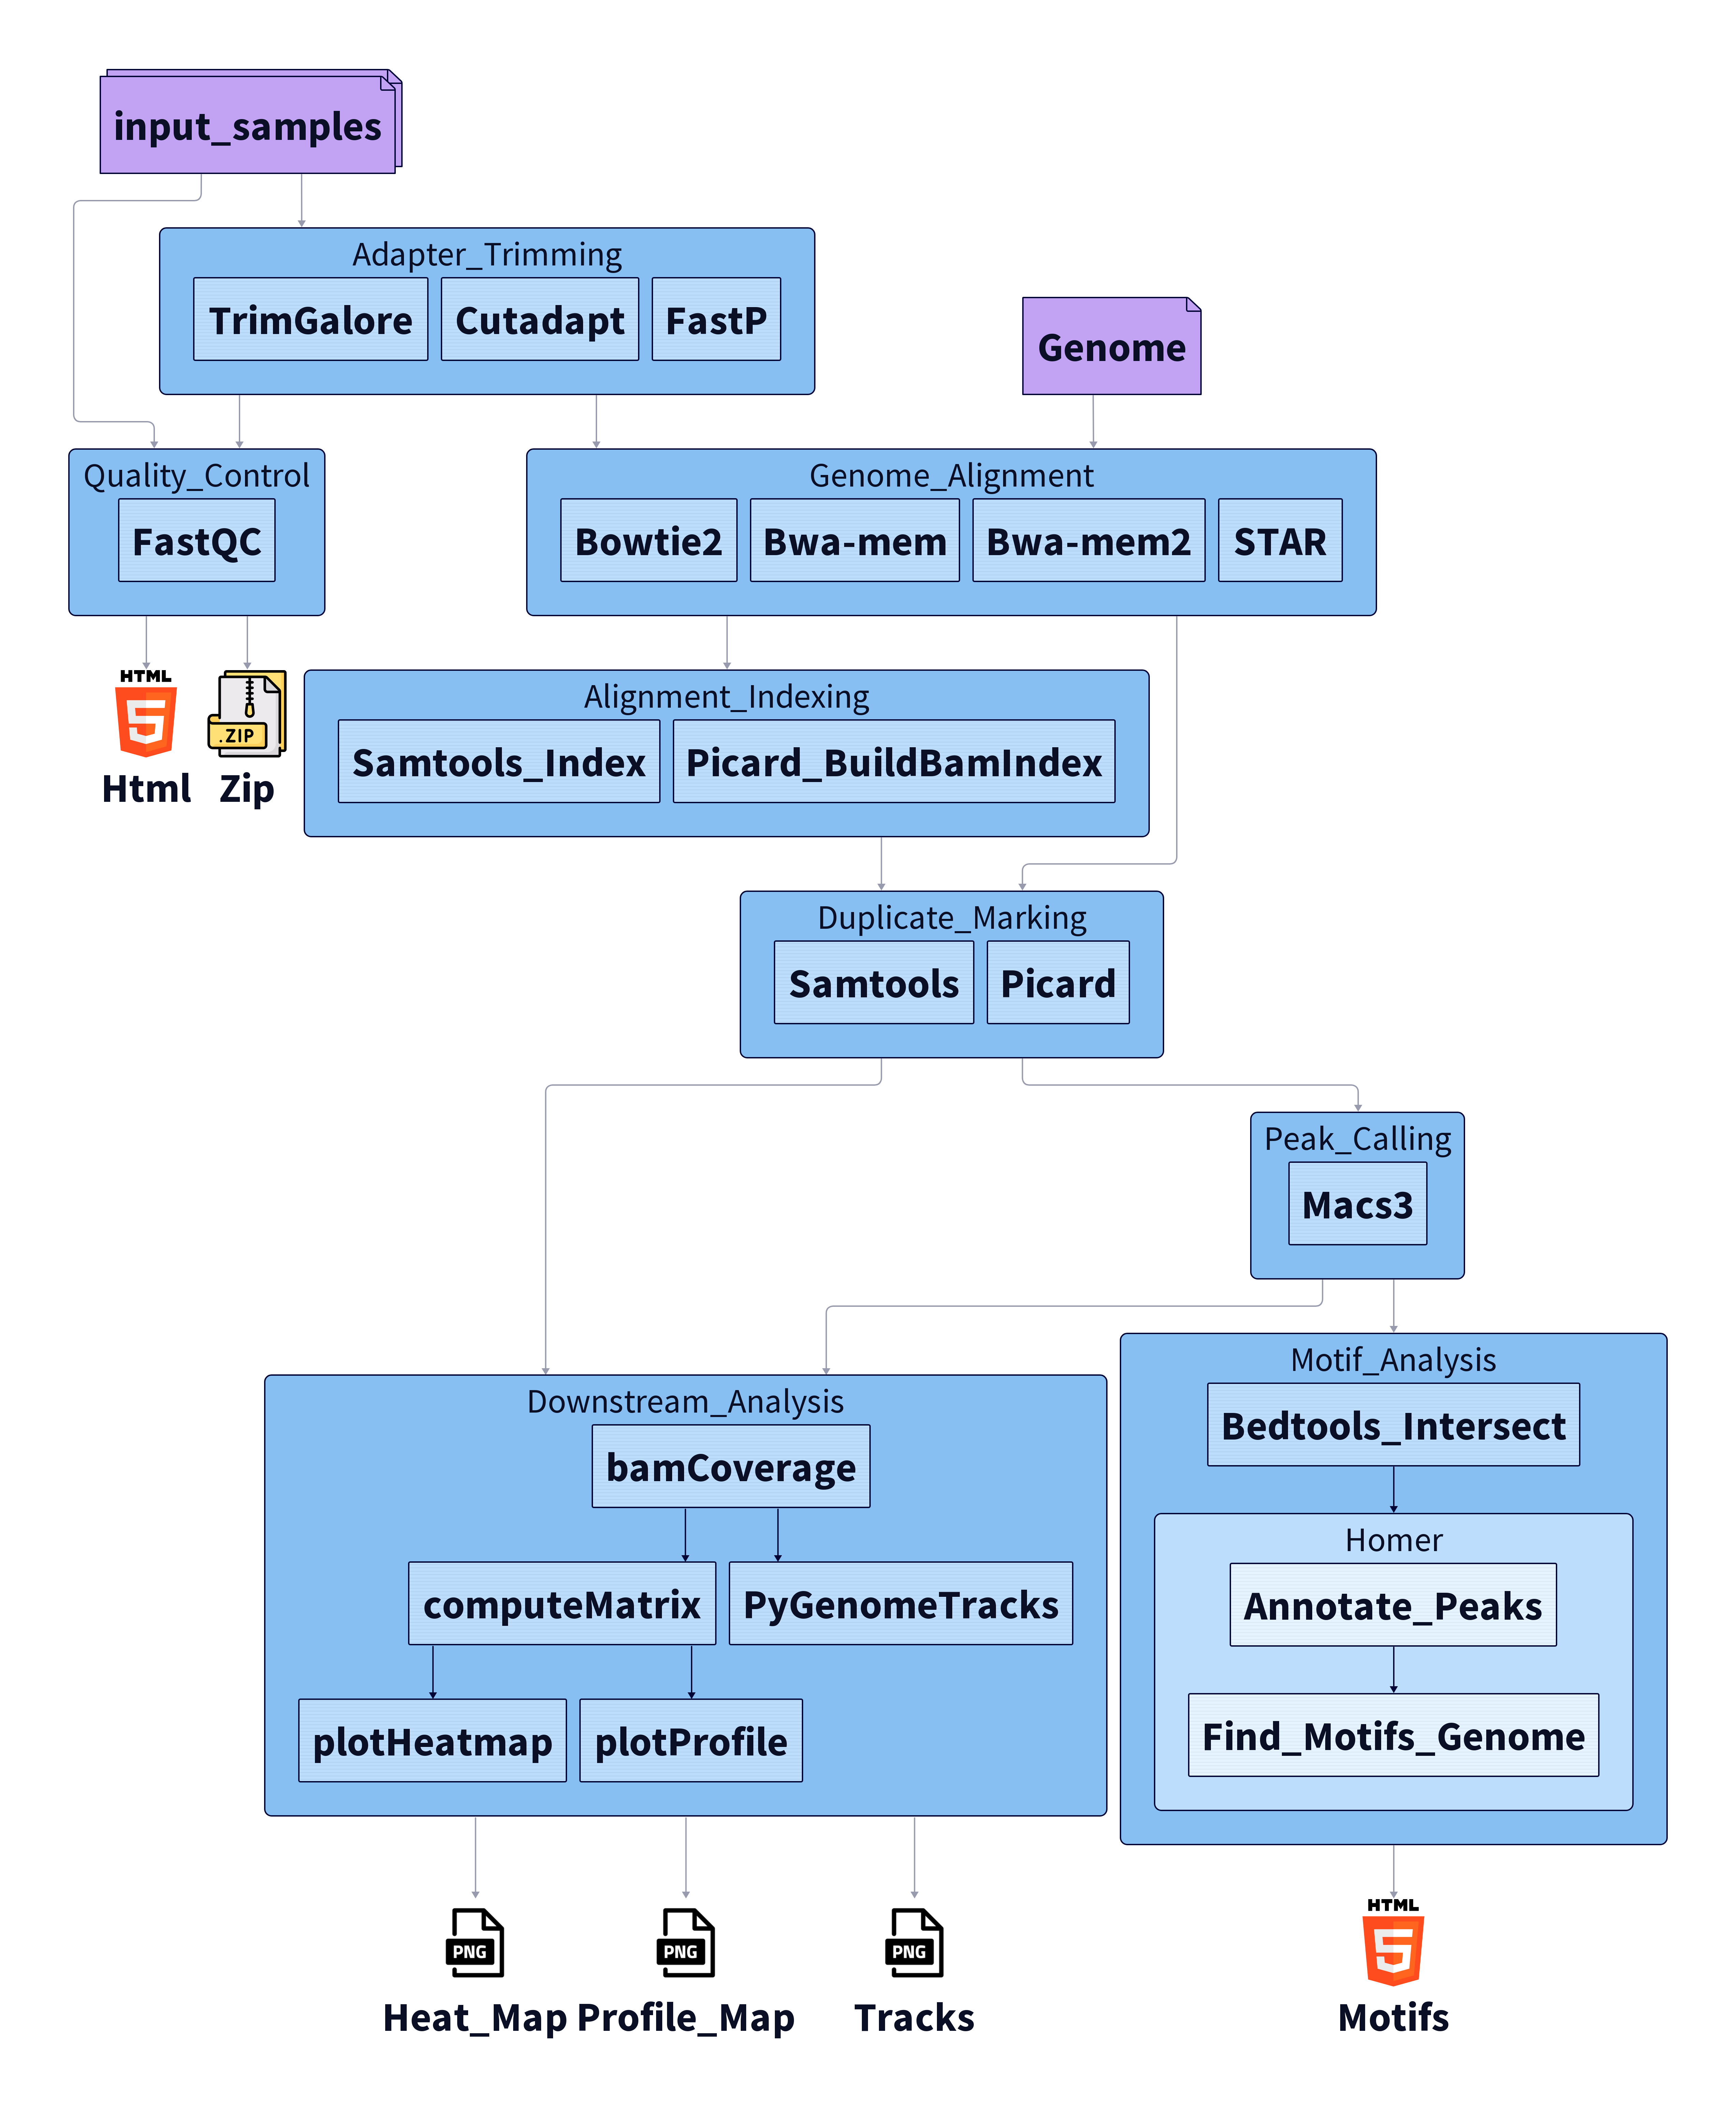 input_samples
Adapter_Trimming
TrimGalore
Cutadapt
FastP
Genome
Quality_Control
FastQC
Genome_Alignment
Bowtie2
Bwa-mem
Bwa-mem2
STAR
HTML
5
Html
.ZIP
Zip
Alignment_Indexing
Samtools_Index
Picard_BuildBamIndex
Duplicate_Marking
Samtools
Picard
Peak_Calling
Macs3
Downstream_Analysis
bamCoverage
computeMatrix
PyGenomeTracks
plotHeatmap
plotProfile
Motif_Analysis
Bedtools_Intersect
Homer
Annotate_Peaks
Find_Motifs_Genome
PNG
Heat_Map
PNG
Profile_Map
PNG
Tracks
HTML
5
Motifs